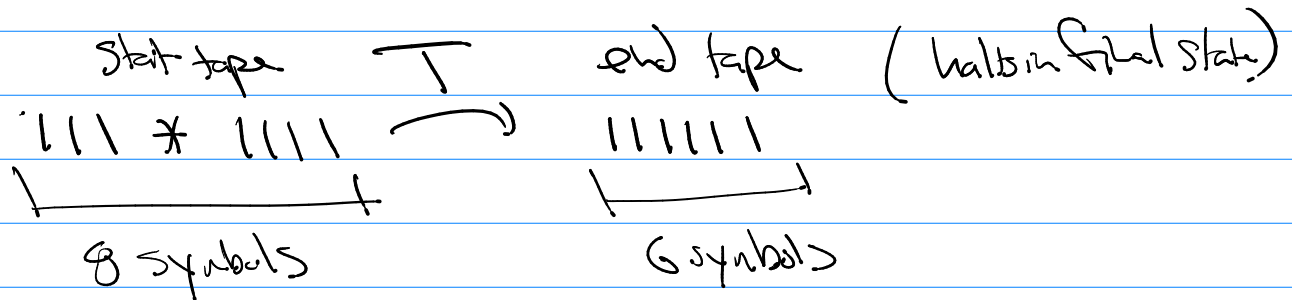 start tape T end tape (halts in final state)
111 * 1111 → 111111
8 symbols 6 symbols